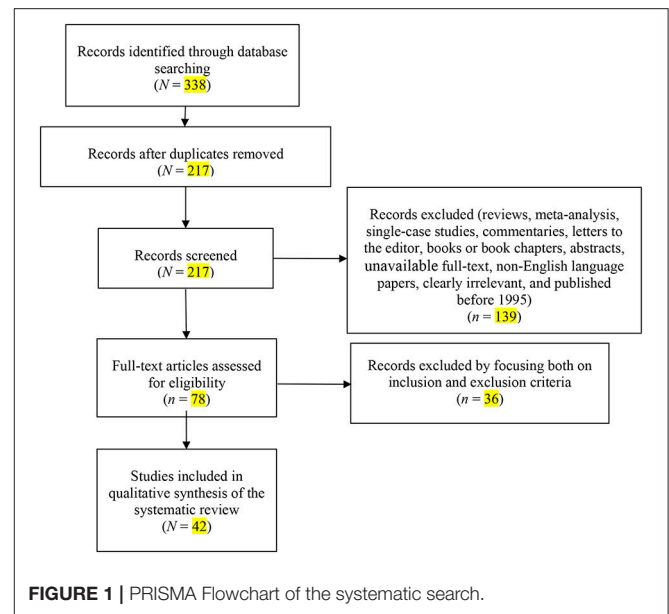 Records identified through database
searching
(N = 338)
Records after duplicates removed
(N = 217)
Records screened
(N = 217)
Records excluded (reviews, meta-analysis,
single-case studies, commentaries, letters to
the editor, books or book chapters, abstracts,
unavailable full-text, non-English language
papers, clearly irrelevant, and published
before 1995)
(n = 139)
Full-text articles assessed
for eligibility
(n = 78)
Records excluded by focusing both on
inclusion and exclusion criteria
(n = 36)
Studies included in
qualitative synthesis of the
systematic review
(N = 42)
FIGURE 1 | PRISMA Flowchart of the systematic search.